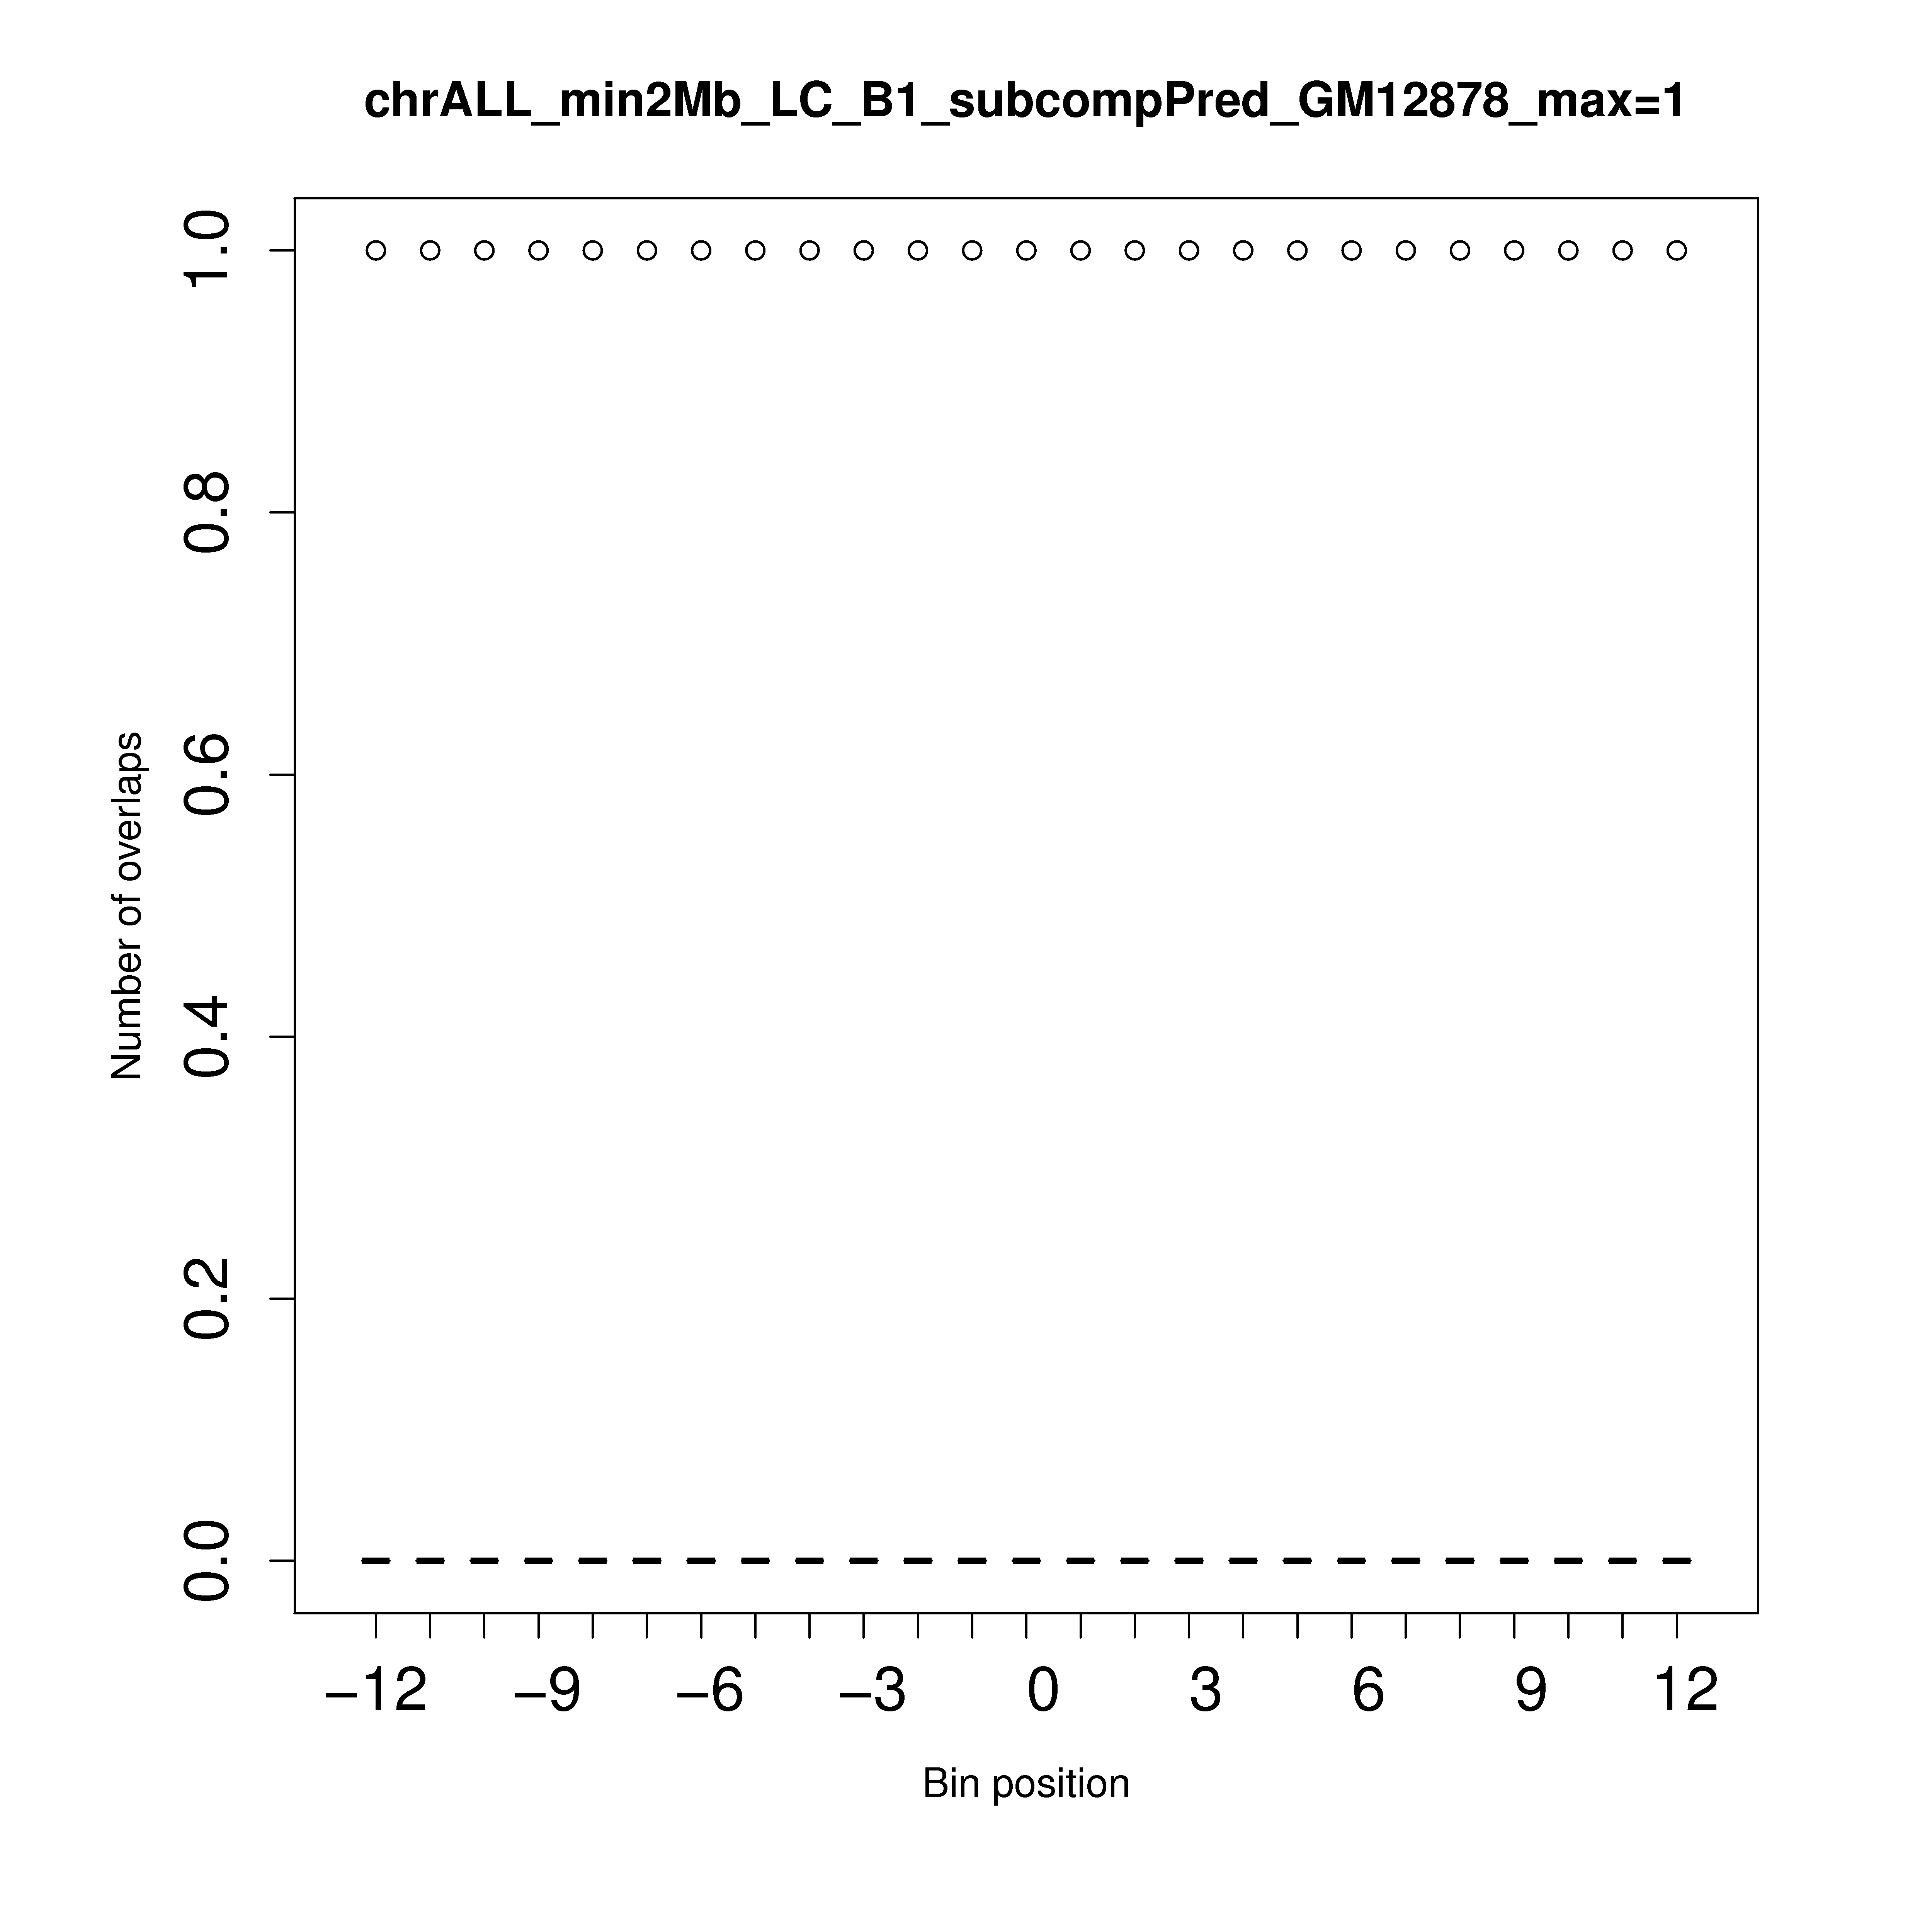 chrALL_min2Mb_LC_B1_subcompPred_GM12878_max=1
Number of overlaps
1.0
0.8
0.6
0.4
0.2
0.0
−12 −9 −6 −3 0 3 6 9 12
Bin position